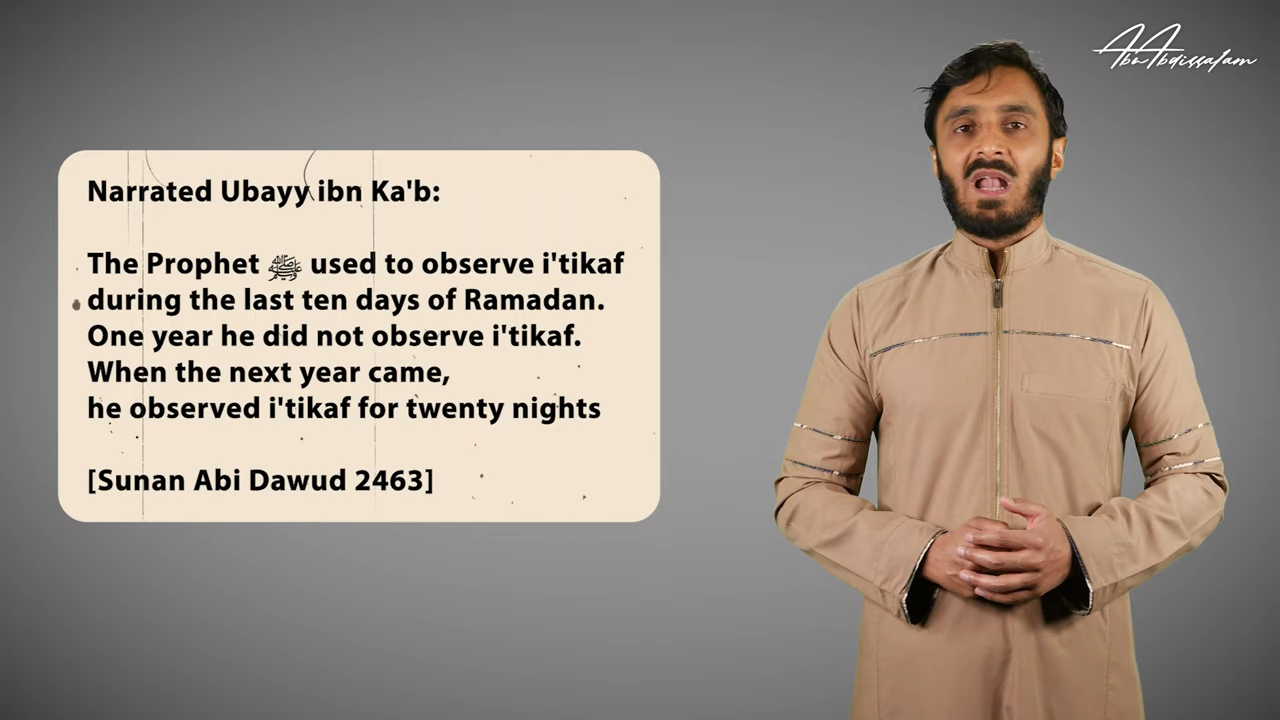 IbnAbdissalam
Narrated Ubayy ibn Ka'b:
The Prophet ﷺ used to observe i'tikaf
during the last ten days of Ramadan.
One year he did not observe i'tikaf.
When the next year came,
he observed i'tikaf for twenty nights
[Sunan Abi Dawud 2463]